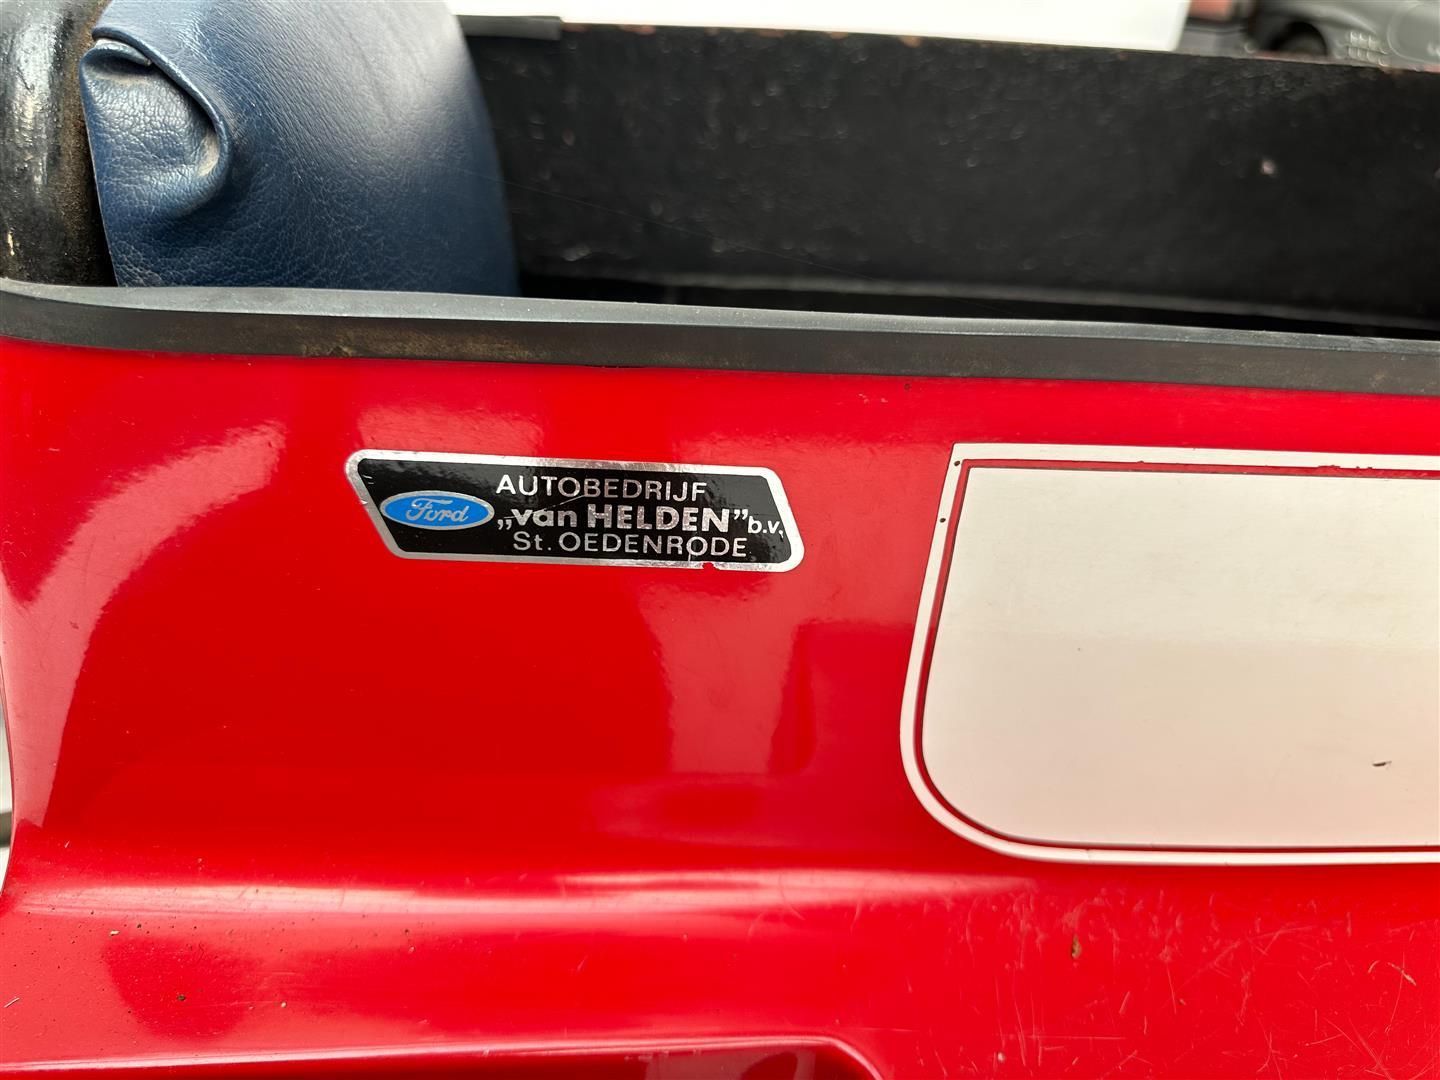 AUTOBEDRIJF
Ford „van HELDEN” b.v.
St. OEDENRODE